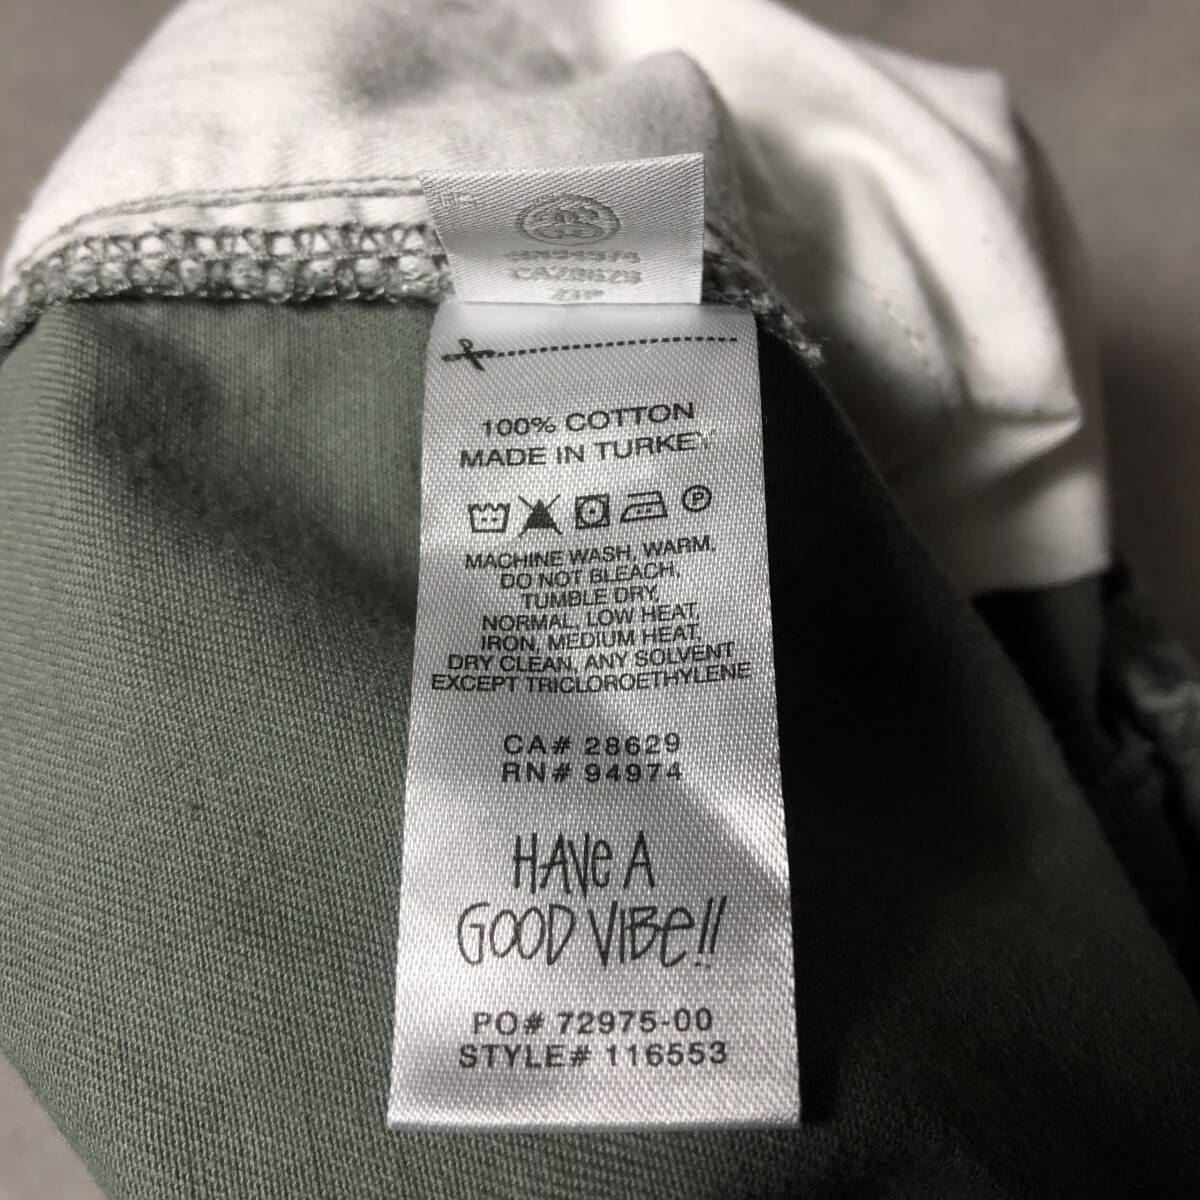 100% COTTON
MADE IN TURKEY
P
MACHINE WASH, WARM,
DO NOT BLEACH,
TUMBLE DRY,
NORMAL, LOW HEAT,
IRON, MEDIUM HEAT,
DRY CLEAN, ANY SOLVENT
EXCEPT TRICLOROETHYLENE
CA# 28629
RN# 94974
HAVE A
GOOD VIBE!!
PO# 72975-00
STYLE# 116553